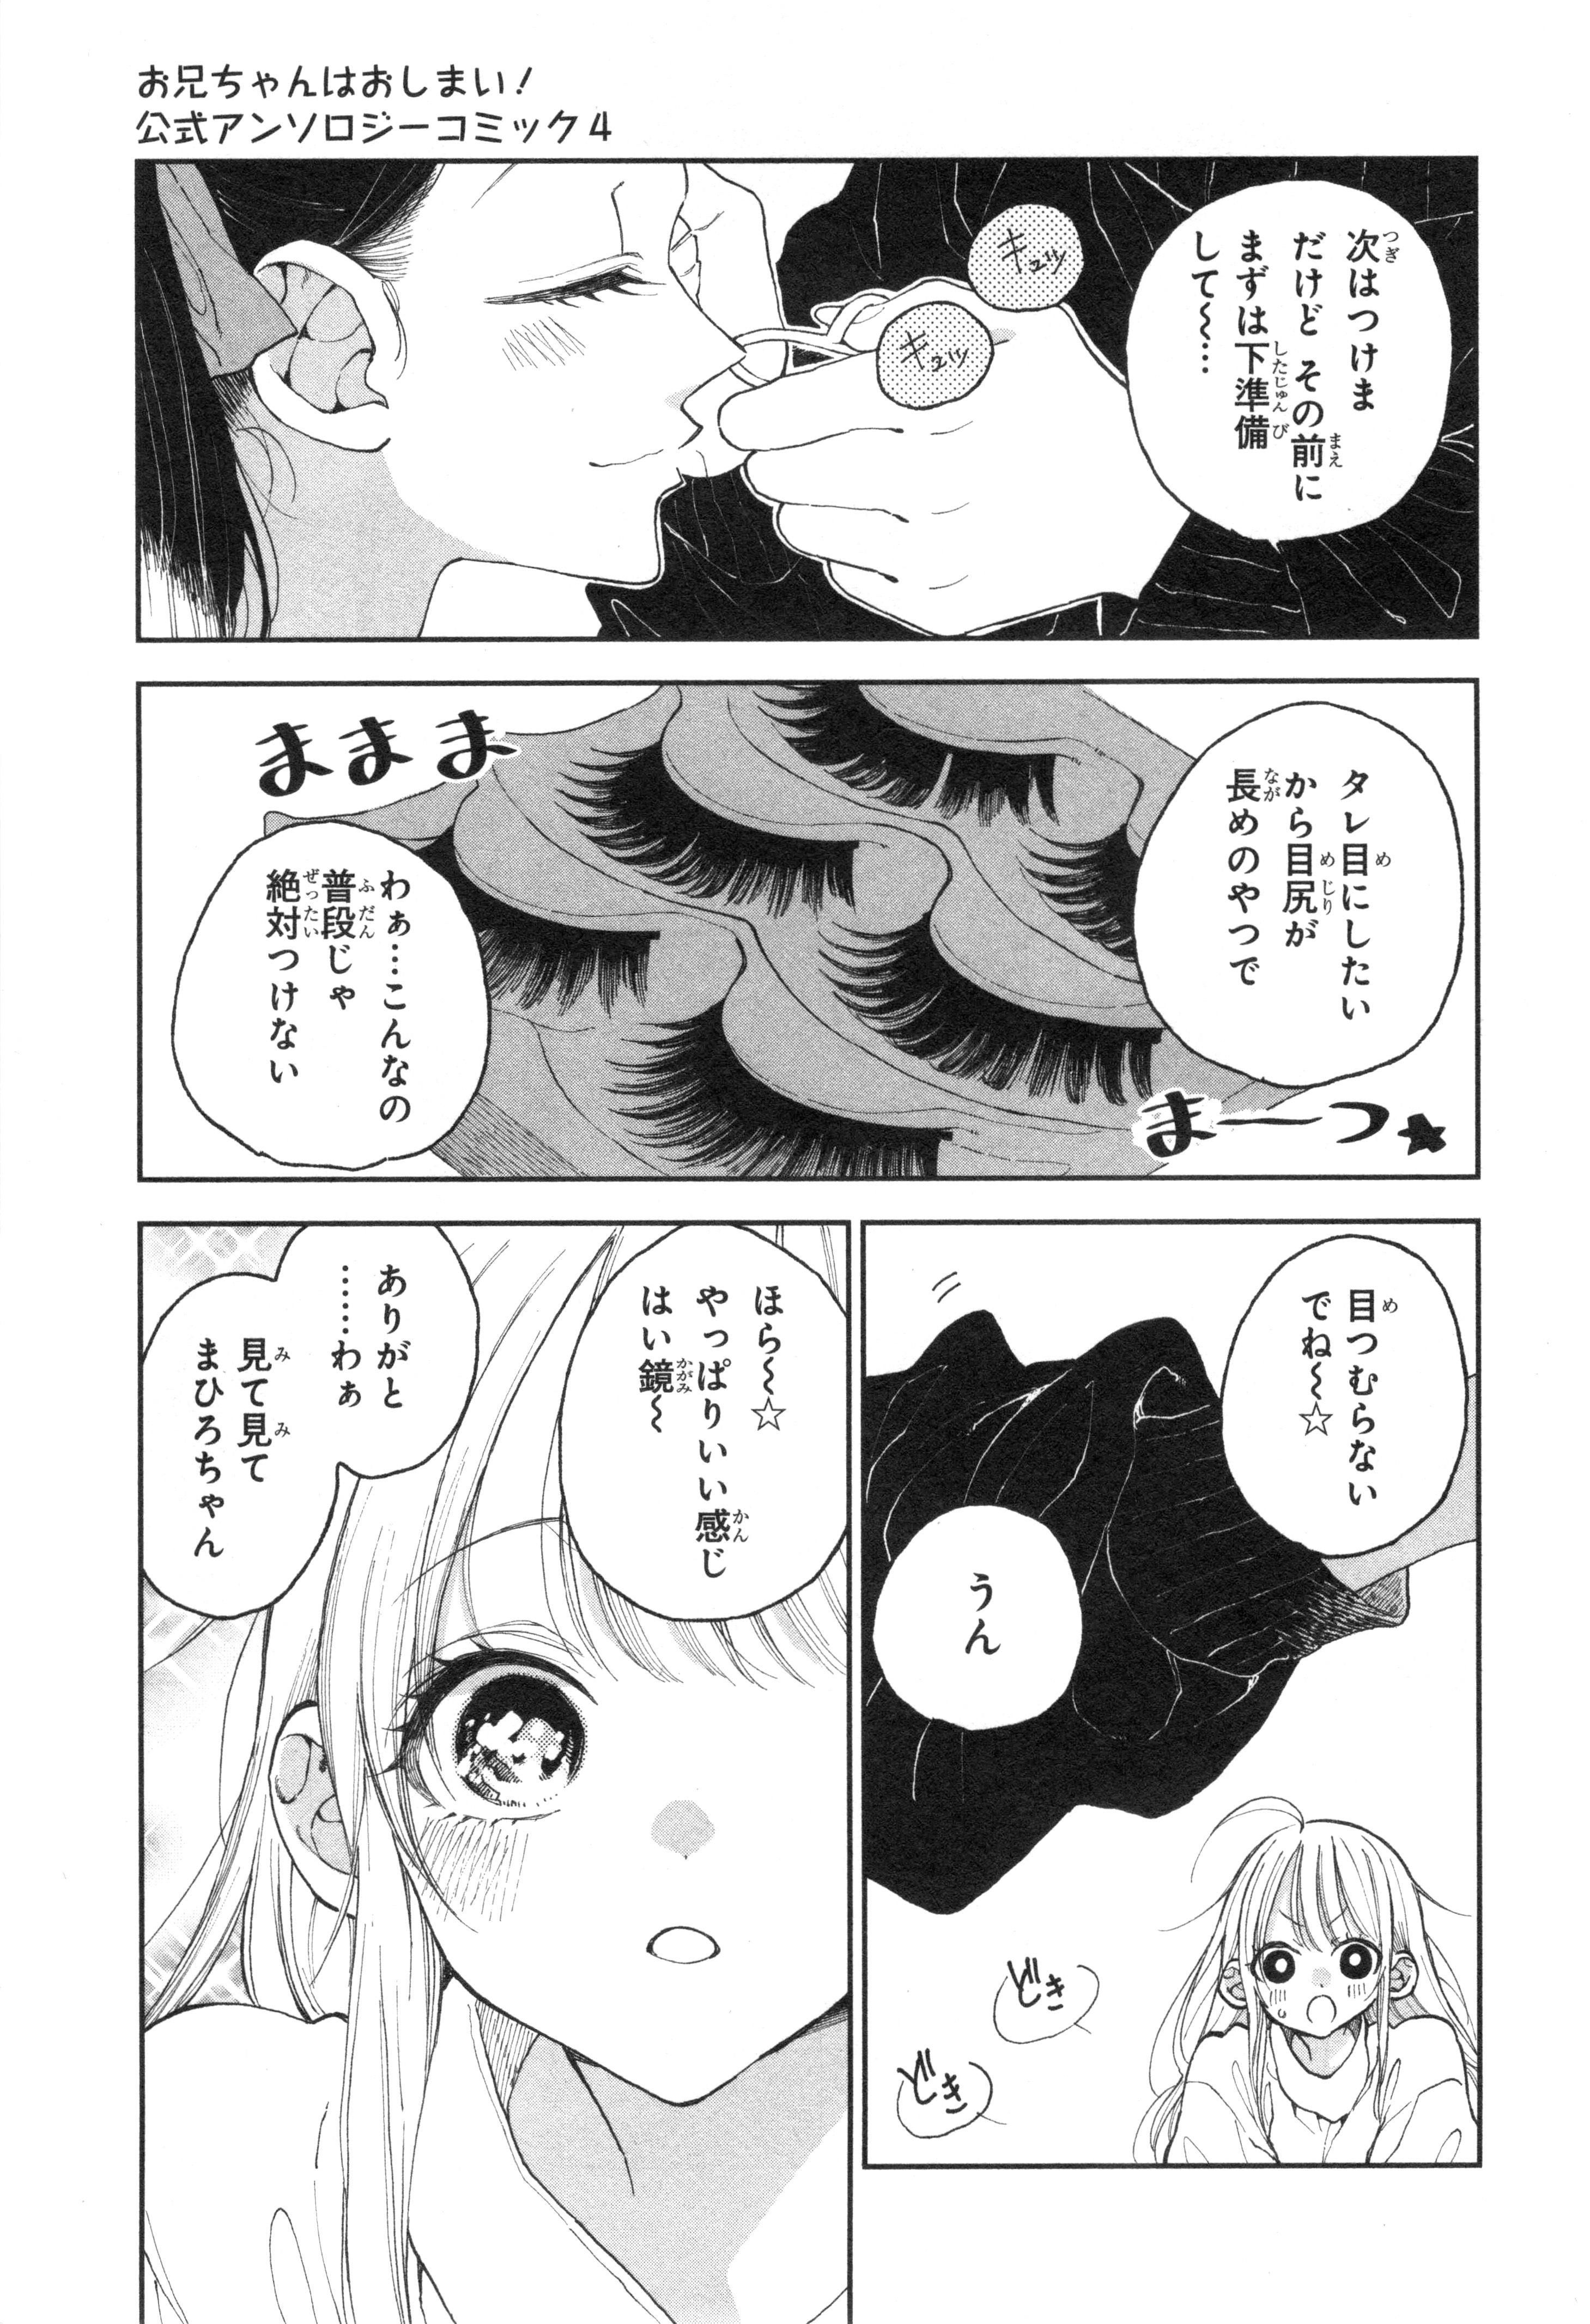 お兄ちゃんはおしまい!
公式アンソロジーコミック4
次はつけま
だけど その前に
まずは下準備
して〜…
キュッ
キュッ
タレ目にしたい
から目尻が
長めのやつで
ままま
まーっ★
わぁ…こんなの
普段じゃ
絶対つけない
目つむらない
でね〜☆
うん
どき
どき
ほら〜☆
やっぱりいい感じ
はい鏡〜
ありがと
……わぁ
見て見て
まひろちゃん